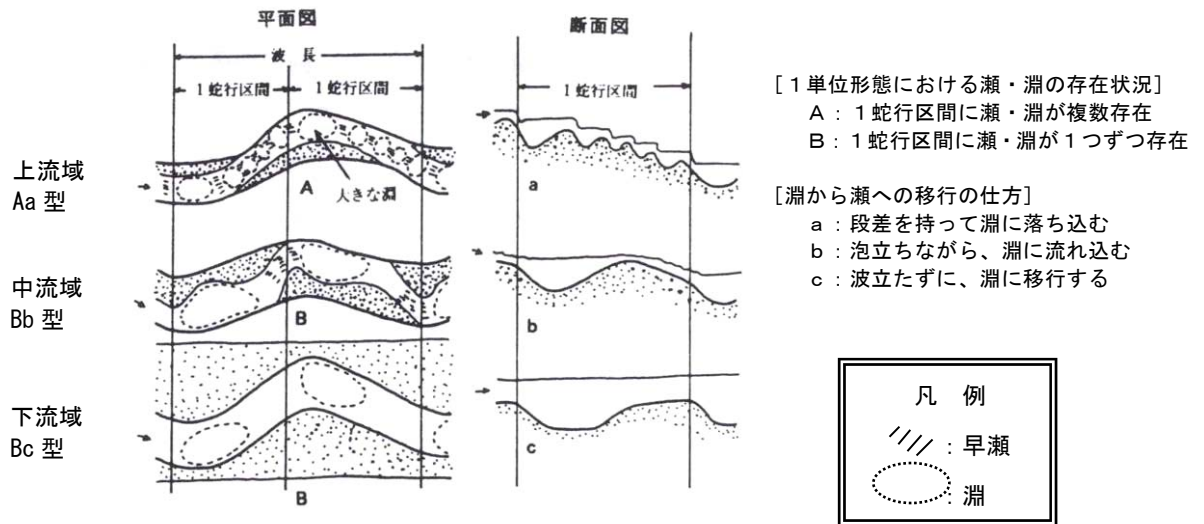 平面図
波 長
1蛇行区間
1蛇行区間
上流域
Aa 型
A
大きな淵
中流域
Bb 型
B
下流域
Bc 型
B
断面図
1蛇行区間
a
b
c
[1単位形態における瀬・淵の存在状況]
A:1蛇行区間に瀬・淵が複数存在
B:1蛇行区間に瀬・淵が1つずつ存在
[淵から瀬への移行の仕方]
a:段差を持って淵に落ち込む
b:泡立ちながら、淵に流れ込む
c:波立たずに、淵に移行する
凡 例
:早瀬
:淵